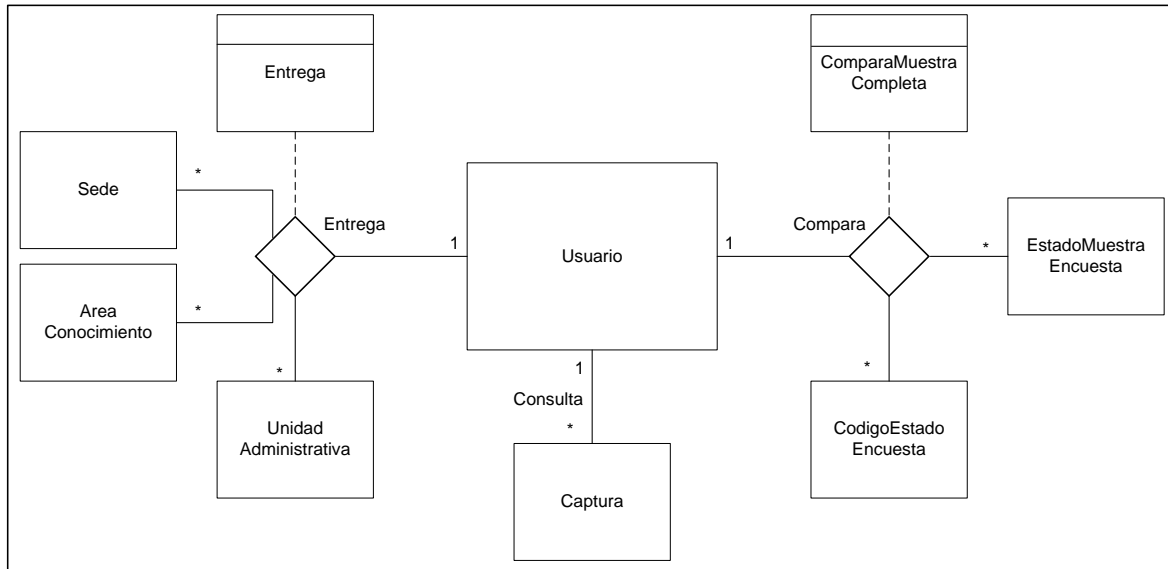 Entrega
ComparaMuestra
Completa
Sede
*
Entrega
1
Usuario
1
Compara
*
EstadoMuestra
Encuesta
Area
Conocimiento
*
*
Unidad
Administrativa
1
Consulta
*
Captura
*
CodigoEstado
Encuesta